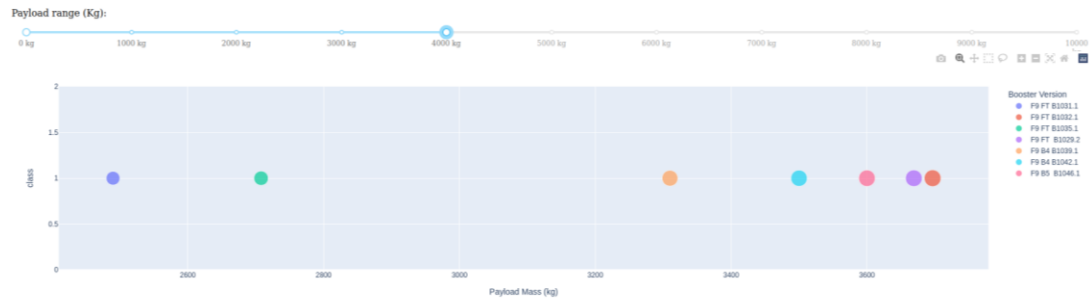 Payload range (Kg):
0 kg 1000 kg 2000 kg 3000 kg 4000 kg 5000 kg 6000 kg 7000 kg 8000 kg 9000 kg 10000
2
1.5
1
0.5
0
class
2600 2800 3000 3200 3400 3600
Payload Mass (kg)
Booster Version
F9 FT B1031.1
F9 FT B1032.1
F9 FT B1035.1
F9 FT B1029.2
F9 B4 B1039.1
F9 B4 B1042.1
F9 B5 B1046.1